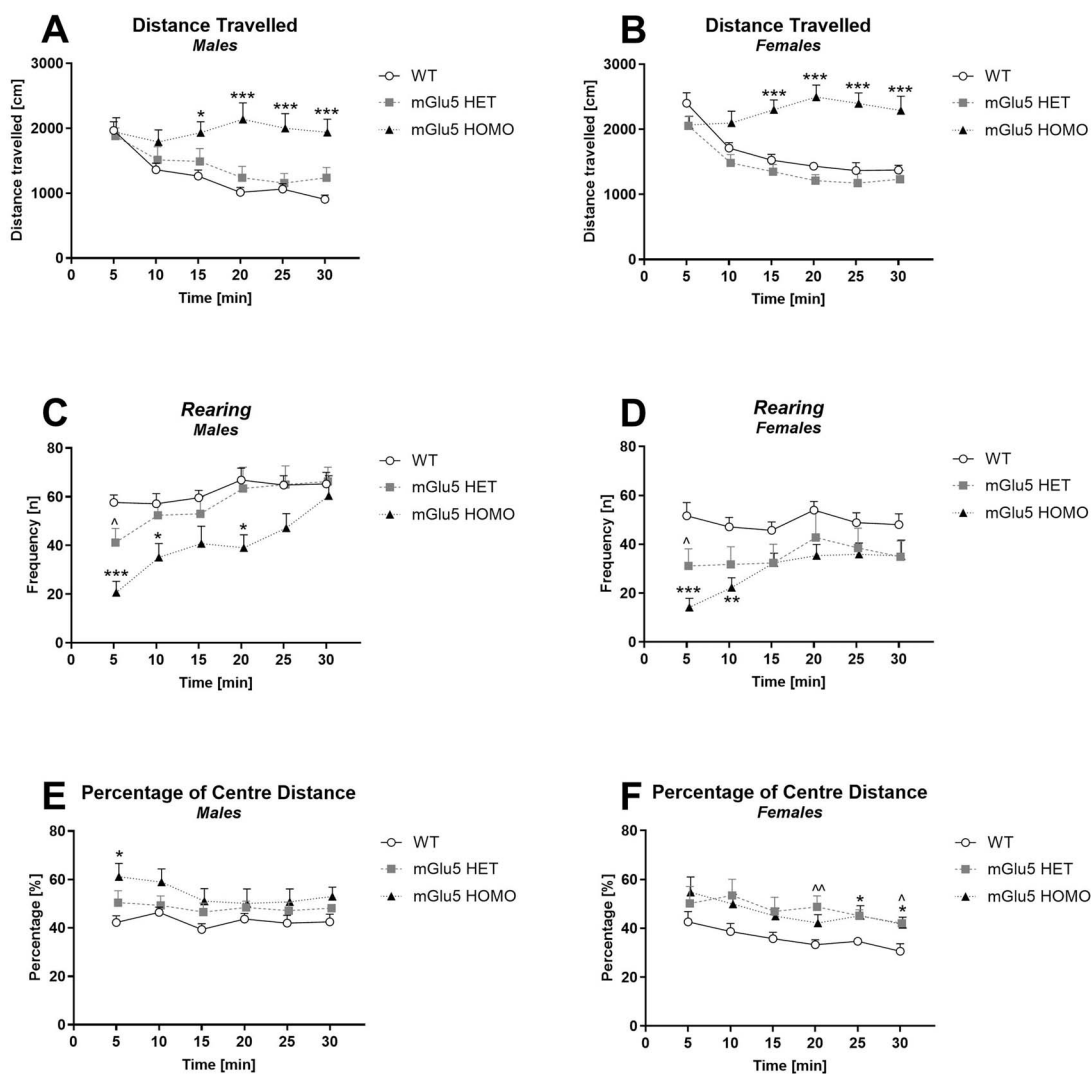 A
Distance Travelled
Males
Distance travelled [cm]
3000
2000
1000
0
*
***
***
***
0 5 10 15 20 25 30
Time [min]
WT
mGlu5 HET
mGlu5 HOMO
B
Distance Travelled
Females
Distance travelled [cm]
3000
2000
1000
0
***
***
***
***
0 5 10 15 20 25 30
Time [min]
WT
mGlu5 HET
mGlu5 HOMO
C
Rearing
Males
Frequency [n]
80
60
40
20
0
^
***
*
*
0 5 10 15 20 25 30
Time [min]
WT
mGlu5 HET
mGlu5 HOMO
D
Rearing
Females
Frequency [n]
80
60
40
20
0
^
***
**
0 5 10 15 20 25 30
Time [min]
WT
mGlu5 HET
mGlu5 HOMO
E
Percentage of Centre Distance
Males
Percentage [%]
80
60
40
20
0
*
0 5 10 15 20 25 30
Time [min]
WT
mGlu5 HET
mGlu5 HOMO
F
Percentage of Centre Distance
Females
Percentage [%]
80
60
40
20
0
^^
*
^
*
0 5 10 15 20 25 30
Time [min]
WT
mGlu5 HET
mGlu5 HOMO